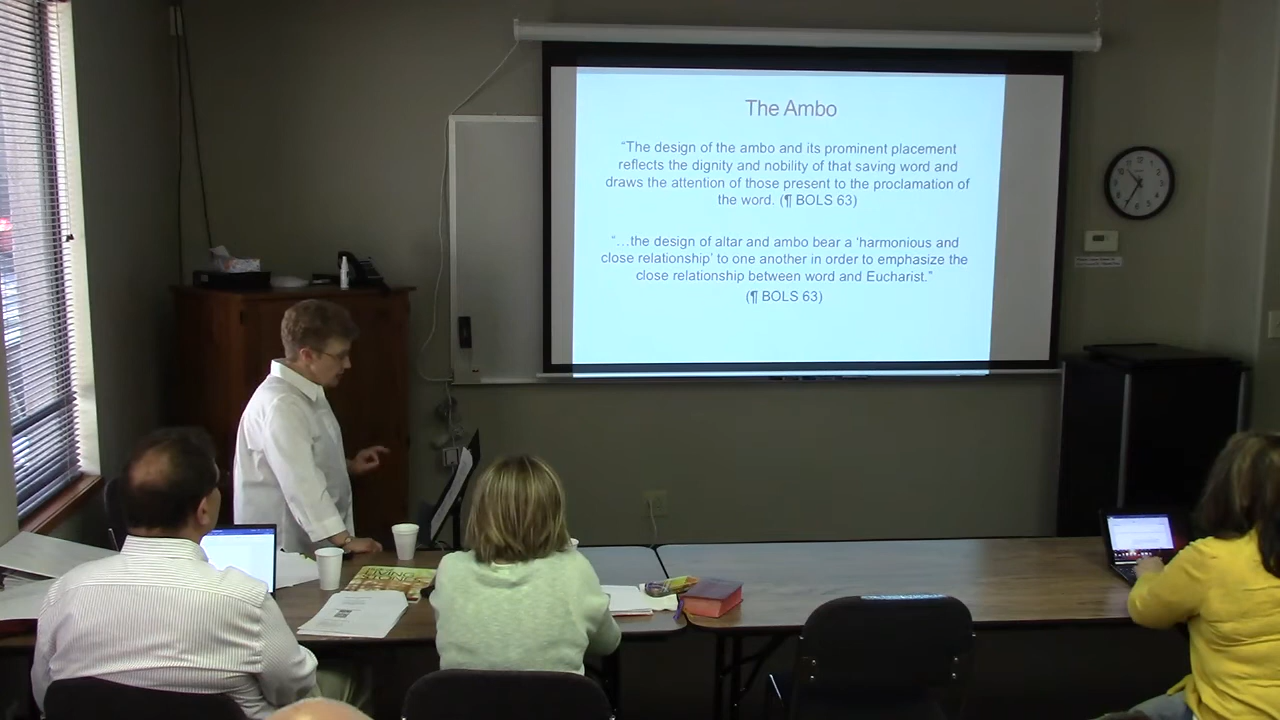 The Ambo
“The design of the ambo and its prominent placement
reflects the dignity and nobility of that saving word and
draws the attention of those present to the proclamation of
the word. (¶ BOLS 63)
“…the design of altar and ambo bear a ‘harmonious and
close relationship’ to one another in order to emphasize the
close relationship between word and Eucharist.”
(¶ BOLS 63)